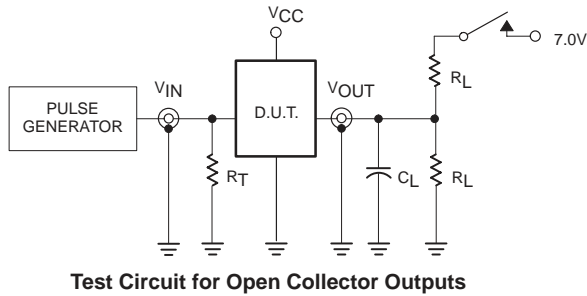 VCC
7.0V
RL
VIN
VOUT
PULSE
GENERATOR
D.U.T.
RT
CL
RL
Test Circuit for Open Collector Outputs